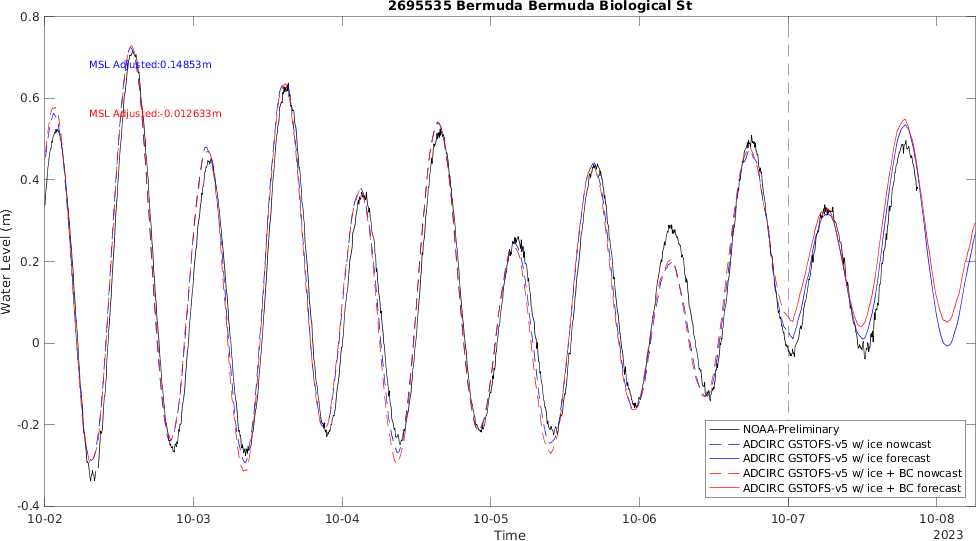 2695535 Bermuda Bermuda Biological St
0.8
MSL Adjusted:0.14853m
0.6
MSL Adjusted:-0.012633m
0.4
0.2
0
-0.2
-0.4
Water Level (m)
NOAA-Preliminary
ADCIRC GSTOFS-v5 w/ ice nowcast
ADCIRC GSTOFS-v5 w/ ice forecast
ADCIRC GSTOFS-v5 w/ ice + BC nowcast
ADCIRC GSTOFS-v5 w/ ice + BC forecast
10-02 10-03 10-04 10-05 10-06 10-07 10-08
Time
2023